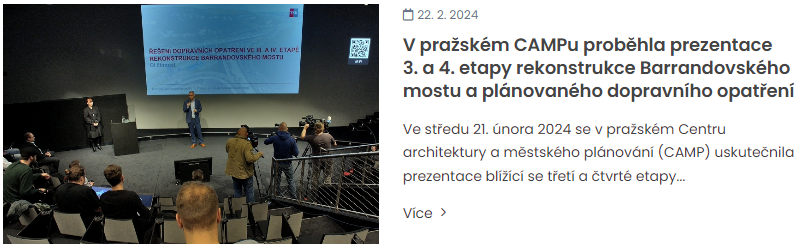 ŘEŠENÍ DOPRAVNÍCH OPATŘENÍ VE III. A IV. ETAPĚ
REKONSTRUKCE BARRANDOVSKÉHO MOSTU
22. 2. 2024
V pražském CAMPu proběhla prezentace
3. a 4. etapy rekonstrukce Barrandovského
mostu a plánovaného dopravního opatření
Ve středu 21. února 2024 se v pražském Centru
architektury a městského plánování (CAMP) uskutečnila
prezentace blížící se třetí a čtvrté etapy...
Více